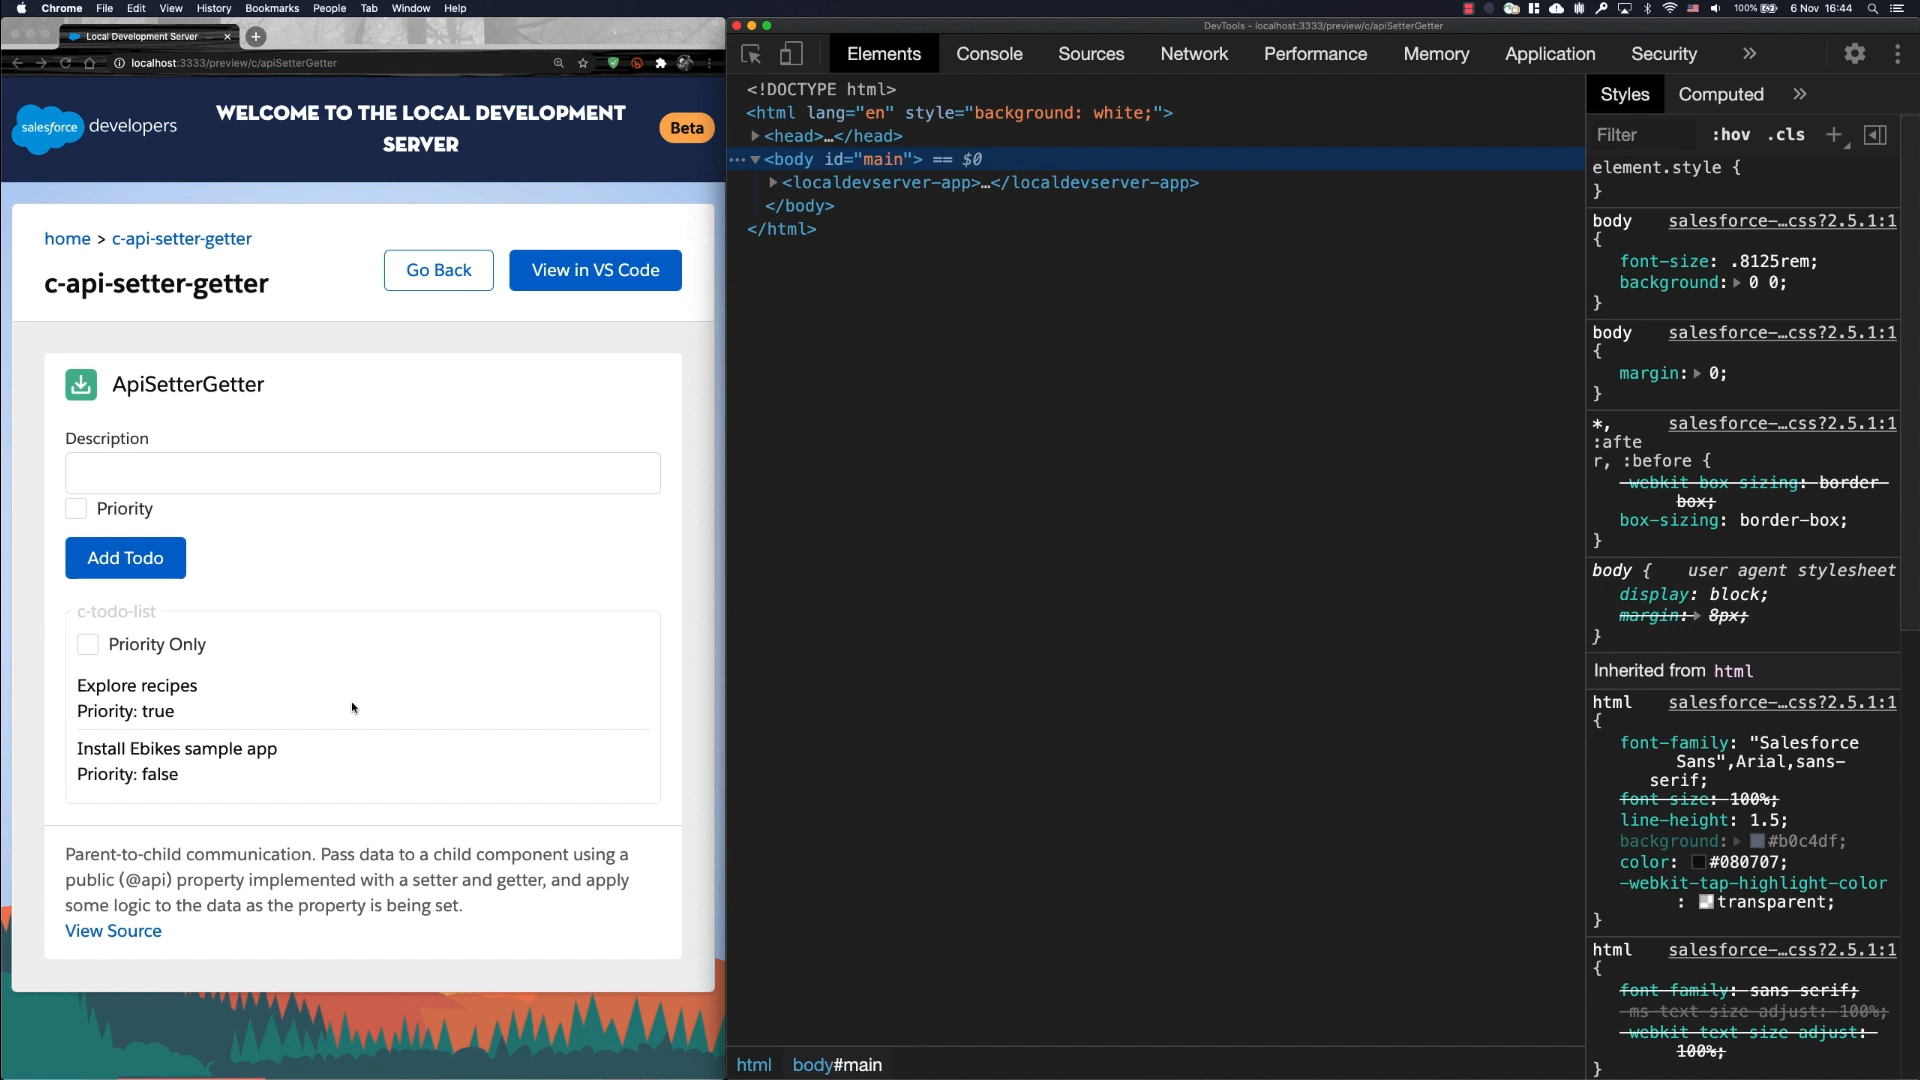 Chrome File Edit View History Bookmarks People Tab Window Help
100% 6 Nov 16:44
Local Development Server
localhost:3333/preview/c/apiSetterGetter
salesforce developers
WELCOME TO THE LOCAL DEVELOPMENT
SERVER
Beta
home > c-api-setter-getter
c-api-setter-getter
Go Back
View in VS Code
ApiSetterGetter
Description
Priority
Add Todo
c-todo-list
Priority Only
Explore recipes
Priority: true
Install Ebikes sample app
Priority: false
Parent-to-child communication. Pass data to a child component using a
public (@api) property implemented with a setter and getter, and apply
some logic to the data as the property is being set.
View Source
DevTools - localhost:3333/preview/c/apiSetterGetter
Elements Console Sources Network Performance Memory Application Security »
<!DOCTYPE html>
<html lang="en" style="background: white;">
<head>…</head>
<body id="main"> == $0
<localdevserver-app>…</localdevserver-app>
</body>
</html>
html body#main
Styles Computed »
Filter :hov .cls +
element.style {
}
body salesforce-…css?2.5.1:1
{
font-size: .8125rem;
background: 0 0;
}
body salesforce-…css?2.5.1:1
{
margin: 0;
}
*, salesforce-…css?2.5.1:1
:afte
r, :before {
-webkit-box-sizing: border-
box;
box-sizing: border-box;
}
body { user agent stylesheet
display: block;
margin: 8px;
}
Inherited from html
html salesforce-…css?2.5.1:1
{
font-family: "Salesforce
Sans",Arial,sans-
serif;
font-size: 100%;
line-height: 1.5;
background: #b0c4df;
color: #080707;
-webkit-tap-highlight-color
: transparent;
}
html salesforce-…css?2.5.1:1
{
font-family: sans-serif;
-ms-text-size-adjust: 100%;
-webkit-text-size-adjust:
100%;
}